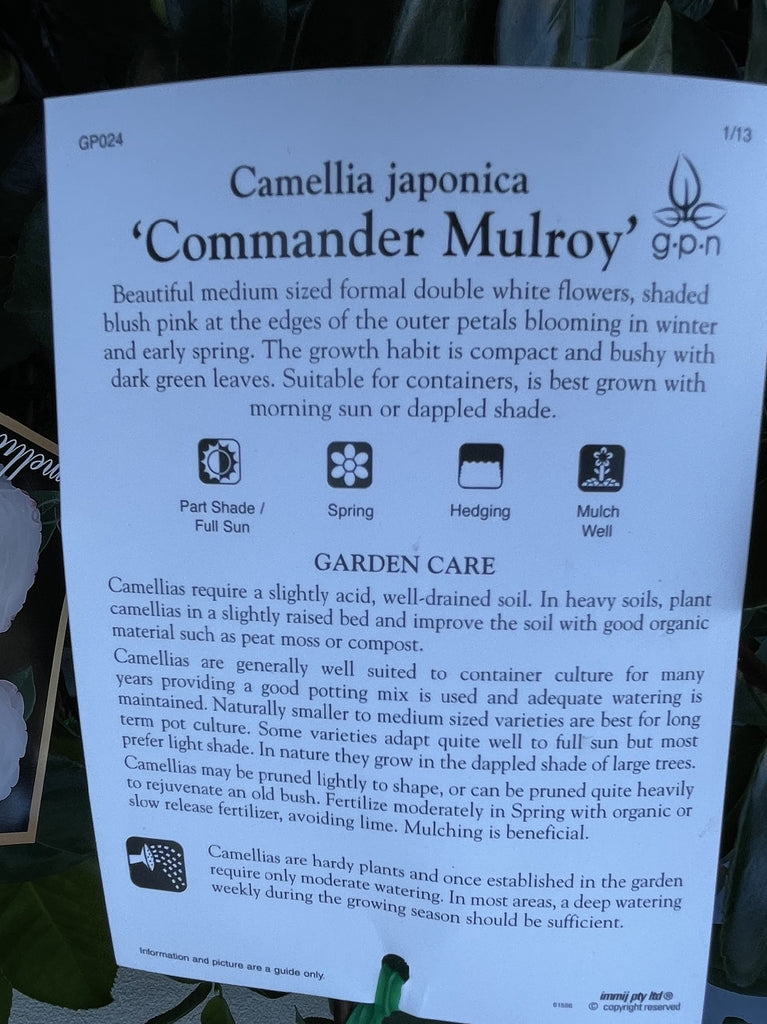 GP024
1/13
Camellia japonica
'Commander Mulroy'
g·p·n
Beautiful medium sized formal double white flowers, shaded
blush pink at the edges of the outer petals blooming in winter
and early spring. The growth habit is compact and bushy with
dark green leaves. Suitable for containers, is best grown with
morning sun or dappled shade.
Part Shade /
Full Sun
Spring
Hedging
Mulch
Well
GARDEN CARE
Camellias require a slightly acid, well-drained soil. In heavy soils, plant
camellias in a slightly raised bed and improve the soil with good organic
material such as peat moss or compost.
Camellias are generally well suited to container culture for many
years providing a good potting mix is used and adequate watering is
maintained. Naturally smaller to medium sized varieties are best for long
term pot culture. Some varieties adapt quite well to full sun but most
prefer light shade. In nature they grow in the dappled shade of large trees.
Camellias may be pruned lightly to shape, or can be pruned quite heavily
to rejuvenate an old bush. Fertilize moderately in Spring with organic or
slow release fertilizer, avoiding lime. Mulching is beneficial.
Camellias are hardy plants and once established in the garden
require only moderate watering. In most areas, a deep watering
weekly during the growing season should be sufficient.
Information and picture are a guide only.
immij pty ltd®
© copyright reserved